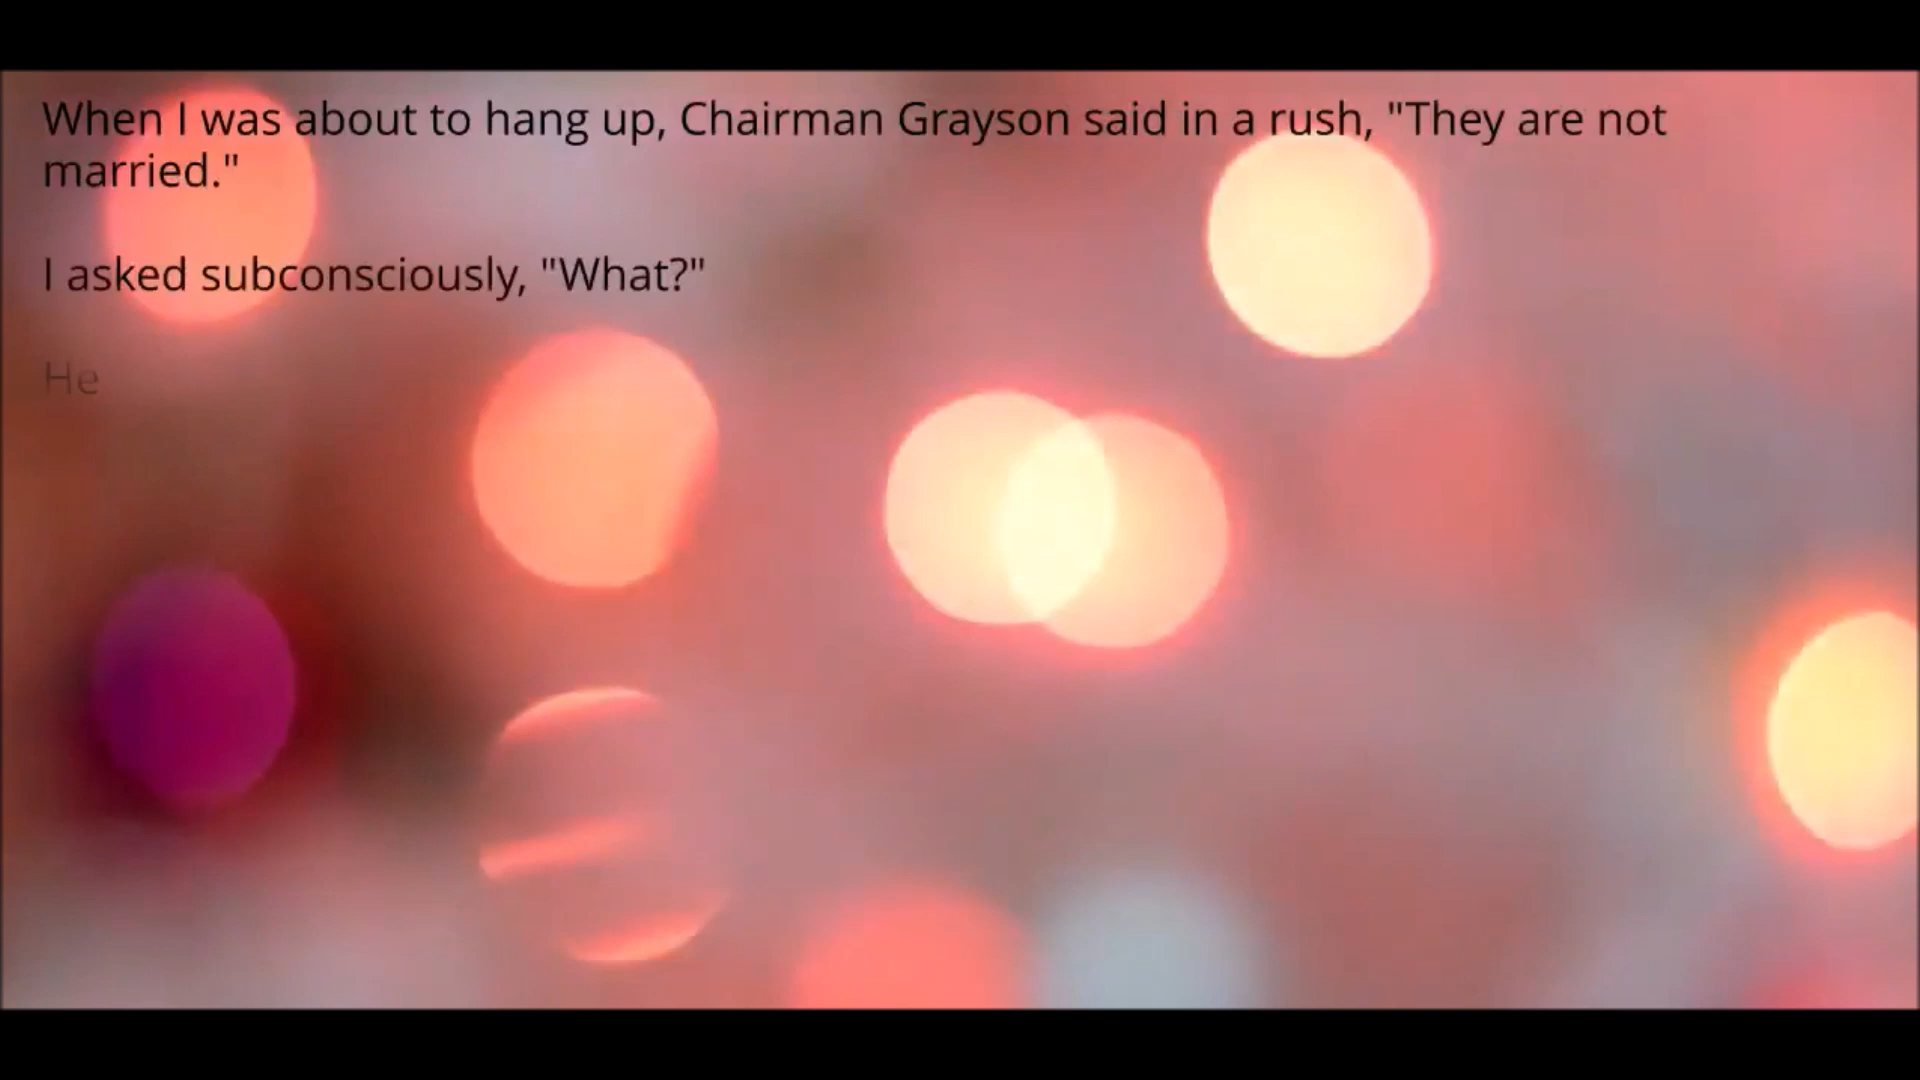 When I was about to hang up, Chairman Grayson said in a rush, "They are not
married."
I asked subconsciously, "What?"
He